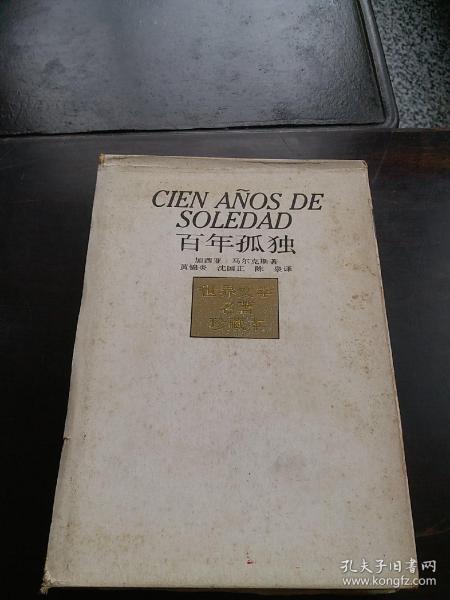 CIEN AÑOS DE
SOLEDAD
百年孤独
加西亚·马尔克斯著
黄锦炎 沈国正 陈泉译
世界文学
名著
珍藏本
孔夫子旧书网
www.kongfz.com